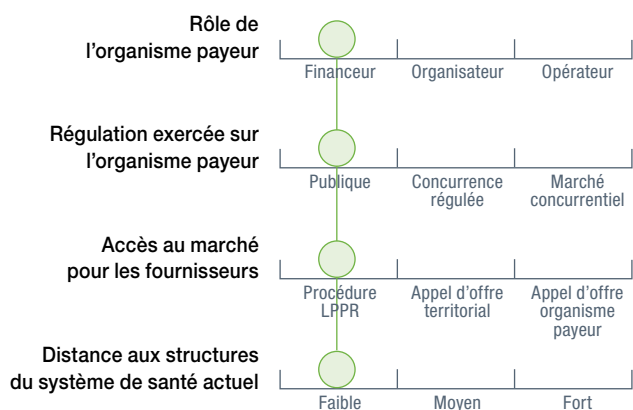 Rôle de
l’organisme payeur
Financeur Organisateur Opérateur
Régulation exercée sur
l’organisme payeur
Publique Concurrence Marché
régulée concurrentiel
Accès au marché
pour les fournisseurs
Procédure Appel d’offre Appel d’offre
LPPR territorial organisme
payeur
Distance aux structures
du système de santé actuel
Faible Moyen Fort